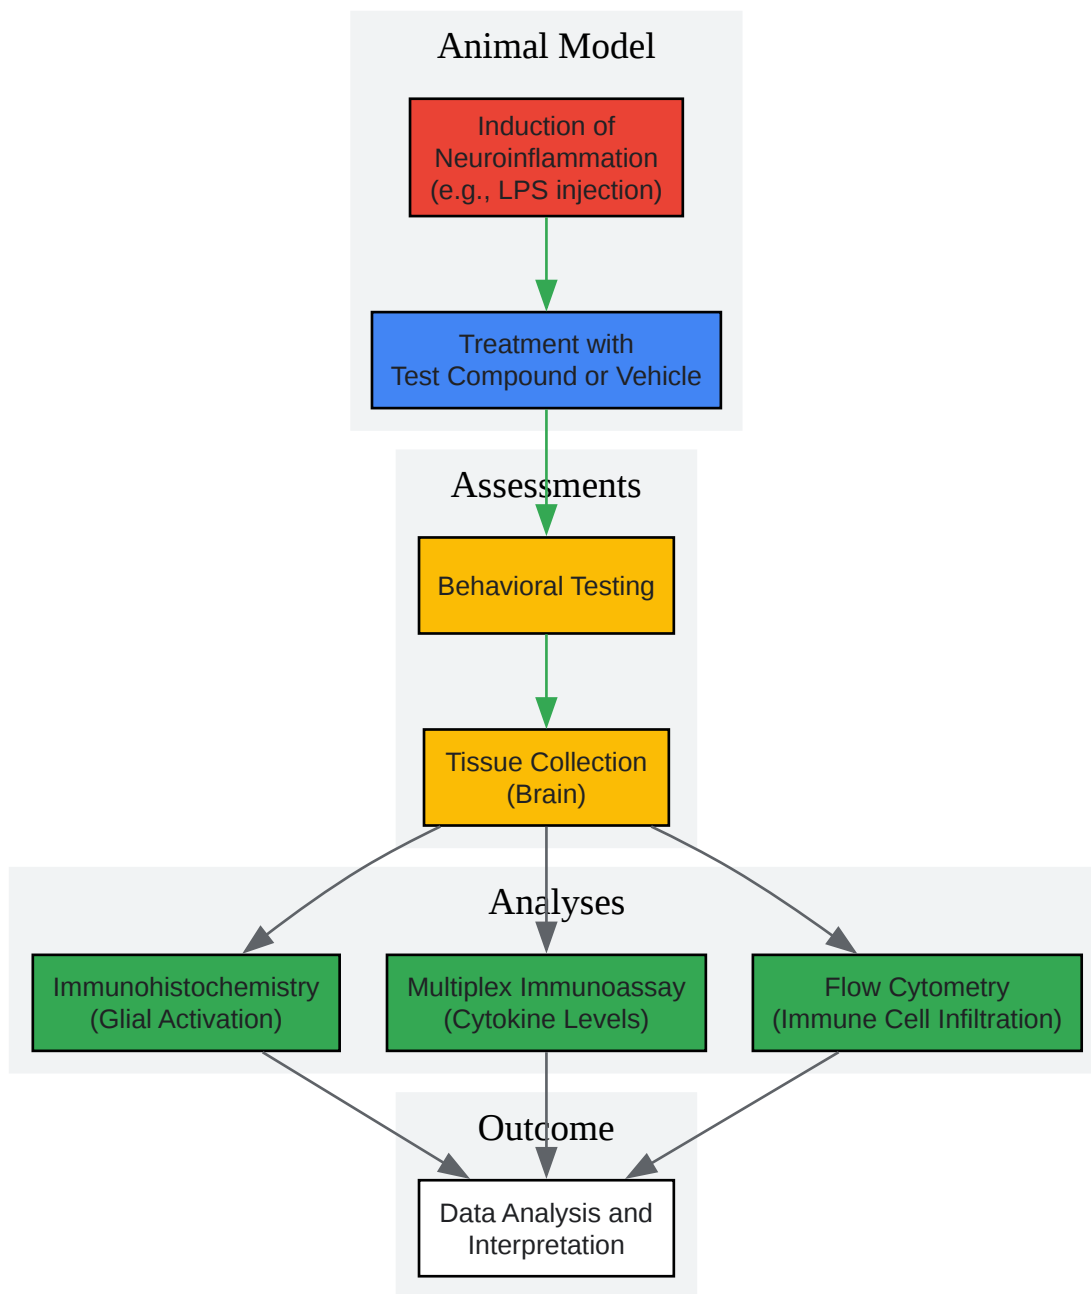 Animal Model
Induction of
Neuroinflammation
(e.g., LPS injection)
Treatment with
Test Compound or Vehicle
Assessments
Behavioral Testing
Tissue Collection
(Brain)
Analyses
Immunohistochemistry
(Glial Activation)
Multiplex Immunoassay
(Cytokine Levels)
Flow Cytometry
(Immune Cell Infiltration)
Outcome
Data Analysis and
Interpretation